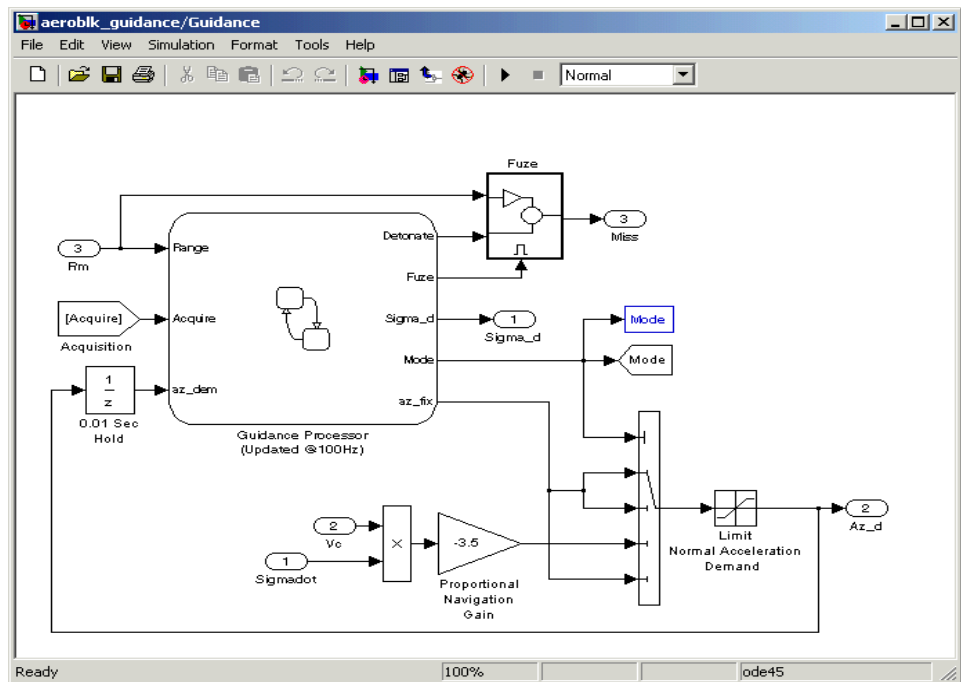 aeroblk_guidance/Guidance
File Edit View Simulation Format Tools Help
Normal
Fuze
3
Miss
3
Rm
Range
Detonate
Fuze
[Acquire]
Acquisition
Acquire
Sigma_d
1
Sigma_d
Mode
Mode
Mode
1
z
0.01 Sec
Hold
az_dem
az_fix
Guidance Processor
(Updated @100Hz)
2
Vc
1
Sigmadot
×
-3.5
Proportional
Navigation
Gain
Limit
Normal Acceleration
Demand
2
Az_d
Ready
100%
ode45